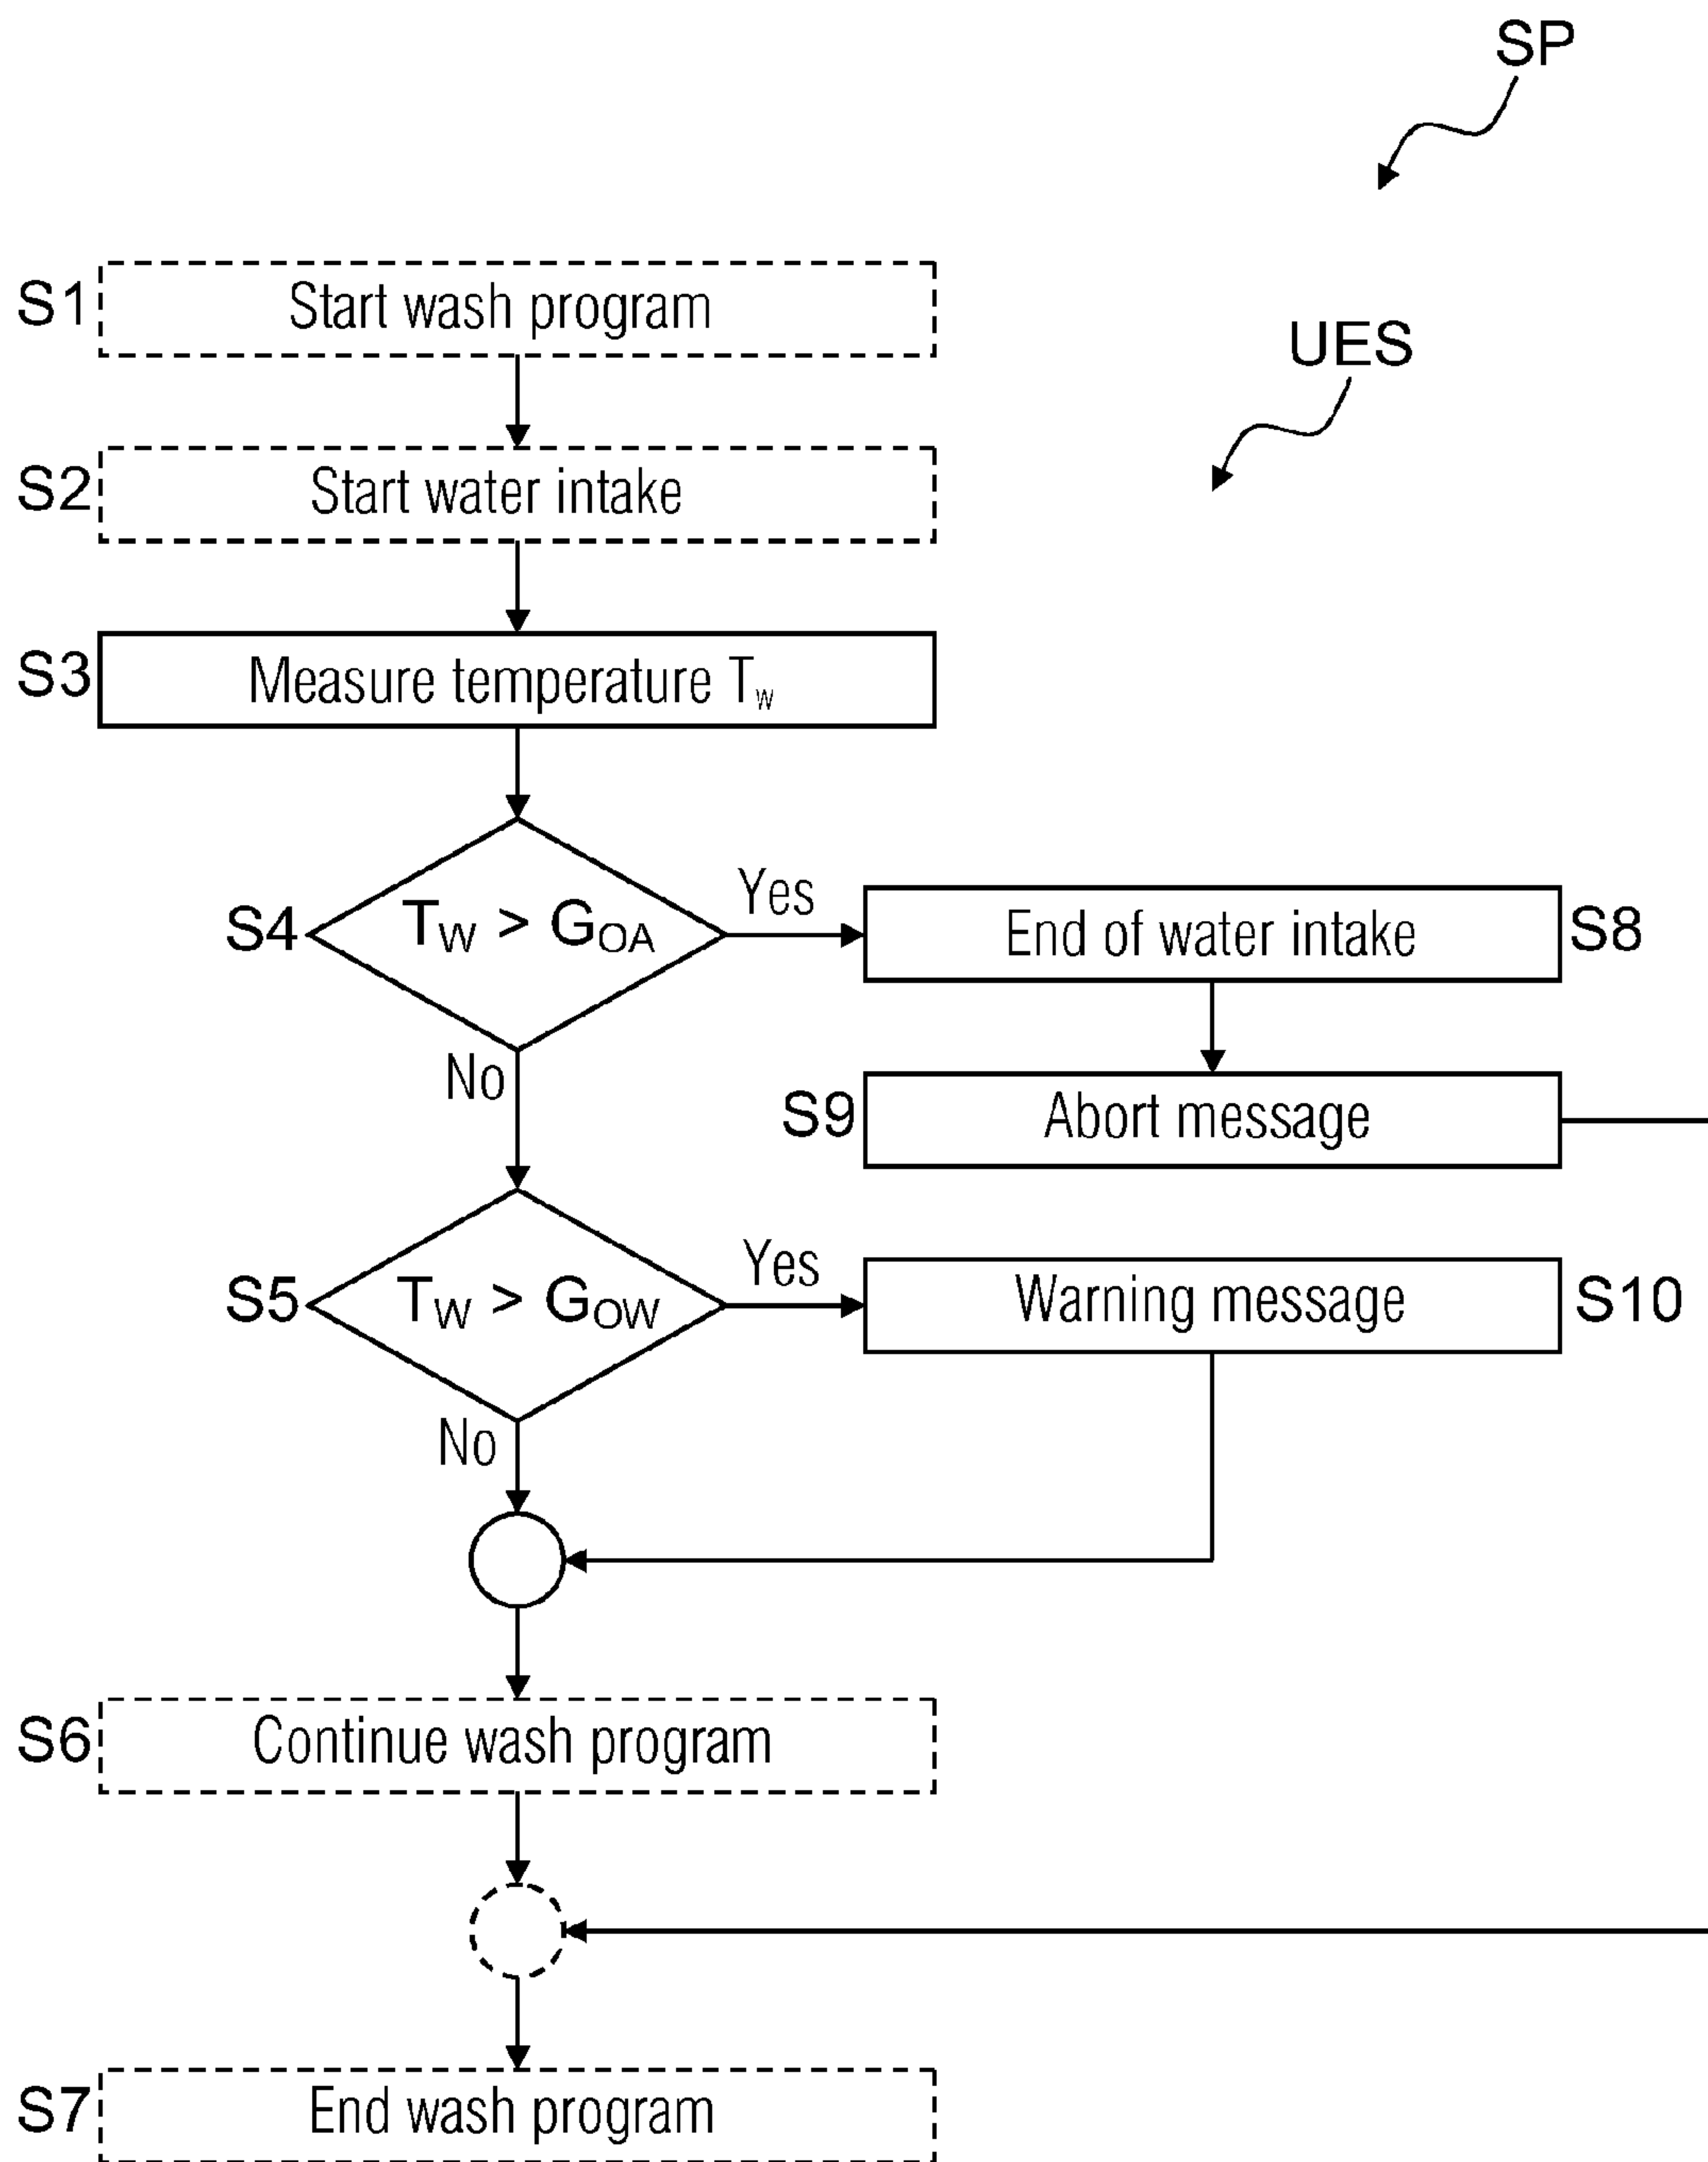 SP
UES
S1 Start wash program
S2 Start water intake
S3 Measure temperature Tw
S4 TW > GOA Yes End of water intake S8
No
S9 Abort message
S5 TW > GOW Yes Warning message S10
No
S6 Continue wash program
S7 End wash program